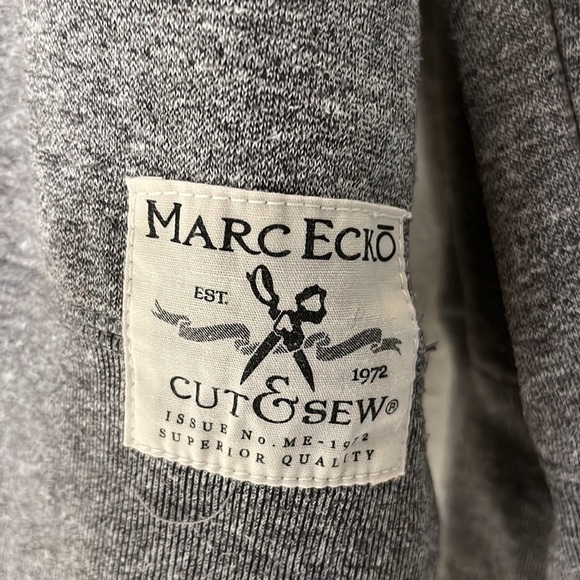 MARC ECKŌ
EST.
1972
CUT & SEW®
ISSUE No. ME-1972
SUPERIOR QUALITY